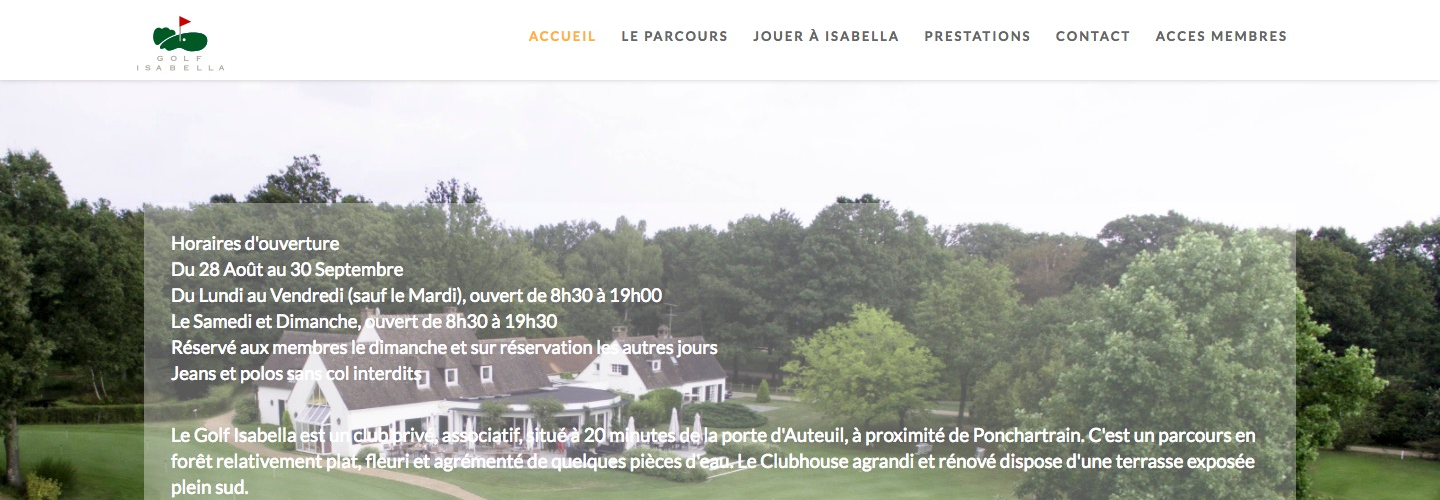 GOLF
ISABELLA
ACCUEIL LE PARCOURS JOUER À ISABELLA PRESTATIONS CONTACT ACCES MEMBRES
Horaires d'ouverture
Du 28 Août au 30 Septembre
Du Lundi au Vendredi (sauf le Mardi), ouvert de 8h30 à 19h00
Le Samedi et Dimanche, ouvert de 8h30 à 19h30
Réservé aux membres le dimanche et sur réservation les autres jours
Jeans et polos sans col interdits
Le Golf Isabella est un club privé, associatif, situé à 20 minutes de la porte d'Auteuil, à proximité de Ponchartrain. C'est un parcours en
forêt relativement plat, fleuri et agrémenté de quelques pièces d'eau. Le Clubhouse agrandi et rénové dispose d'une terrasse exposée
plein sud.